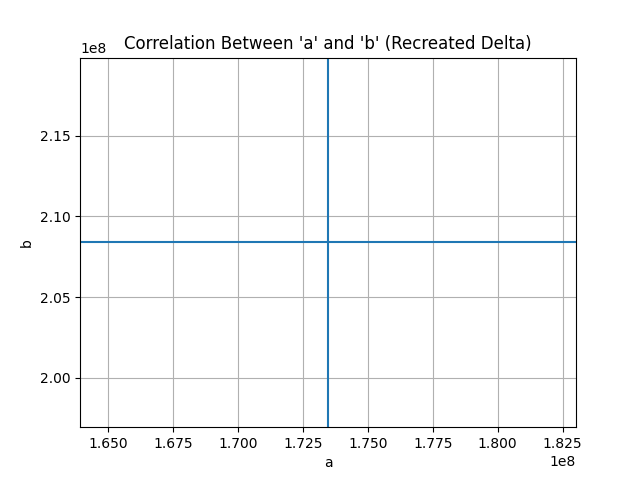 Correlation Between 'a' and 'b' (Recreated Delta)
1e8
2.15
2.10
b
2.05
2.00
1.650 1.675 1.700 1.725 1.750 1.775 1.800 1.825
a
1e8